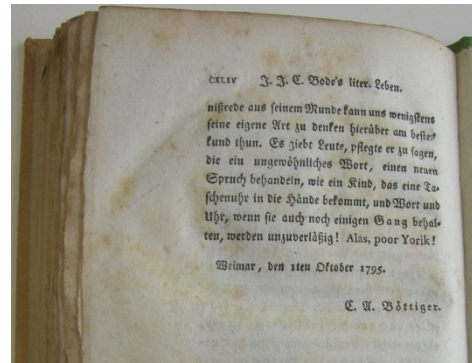 CXLIV J. J. C. Bode's liter. Leben.
nißrede aus seinem Munde kann uns wenigstens
seine eigene Art zu denken hierüber am besten
kund thun. Es giebt Leute, pflegte er zu sagen,
die ein ungewöhnliches Wort, einen neuen
Spruch behandeln, wie ein Kind, das eine Ta-
schenuhr in die Hände bekommt, und Wort und
Uhr, wenn sie auch noch einigen Gang behal-
ten, werden unzuverläßig! Alas, poor Yorik!
Weimar, den 1ten Oktober 1795.
C. A. Böttiger.